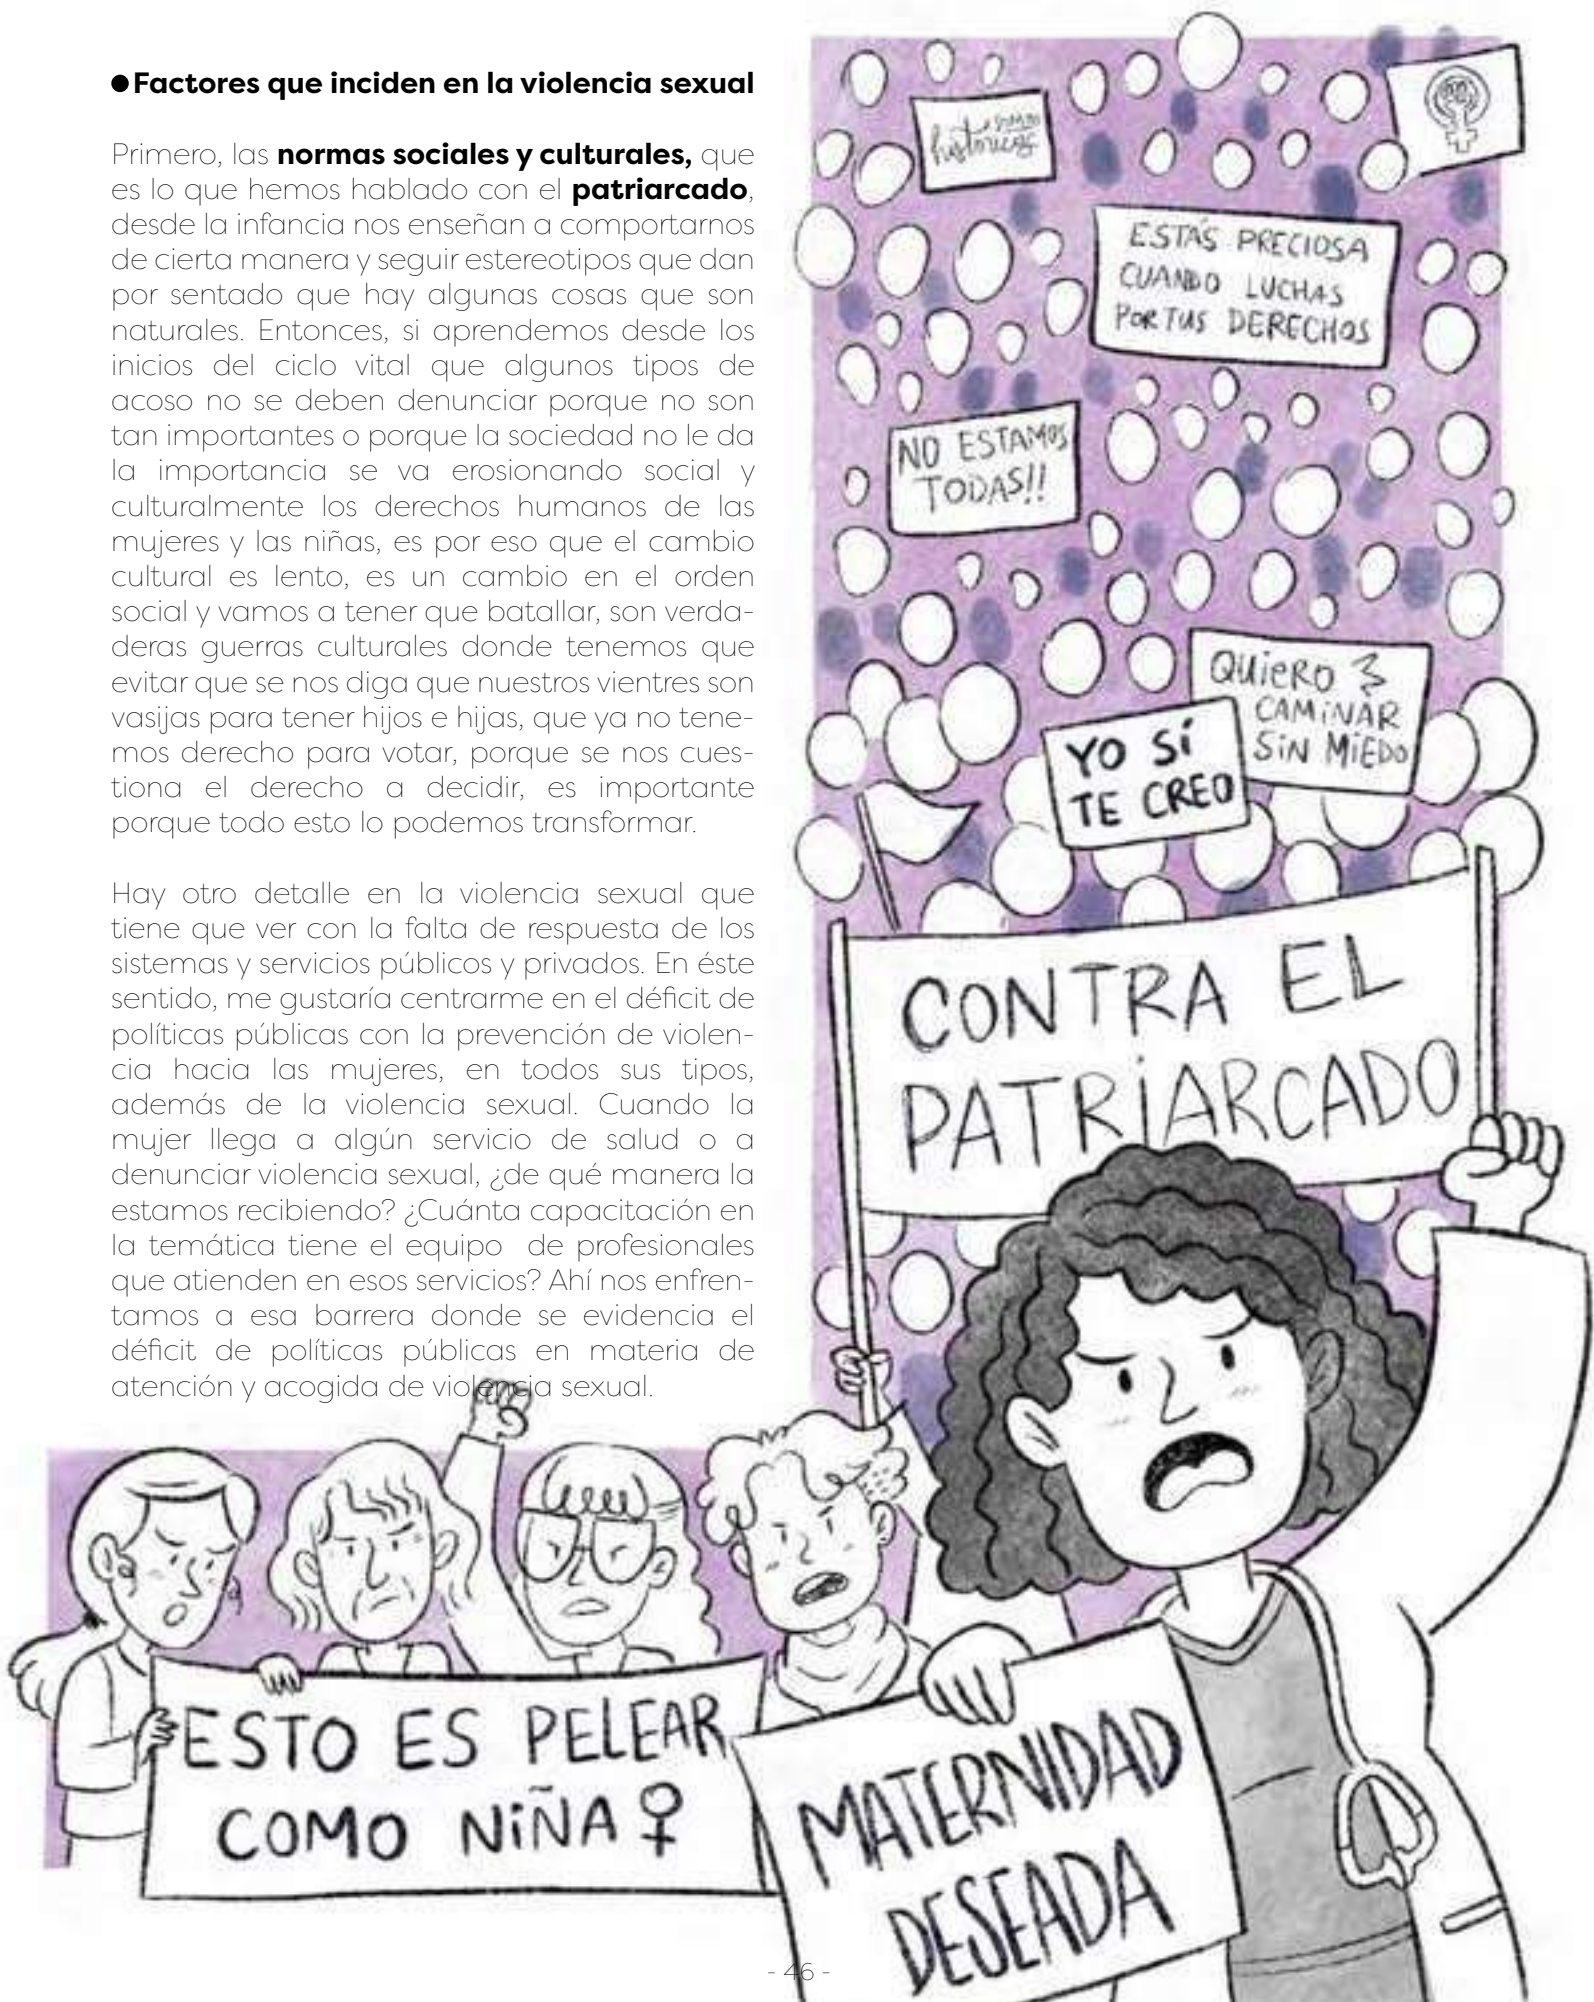 ● Factores que inciden en la violencia sexual
Primero, las normas sociales y culturales, que
es lo que hemos hablado con el patriarcado,
desde la infancia nos enseñan a comportarnos
de cierta manera y seguir estereotipos que dan
por sentado que hay algunas cosas que son
naturales. Entonces, si aprendemos desde los
inicios del ciclo vital que algunos tipos de
acoso no se deben denunciar porque no son
tan importantes o porque la sociedad no le da
la importancia se va erosionando social y
culturalmente los derechos humanos de las
mujeres y las niñas, es por eso que el cambio
cultural es lento, es un cambio en el orden
social y vamos a tener que batallar, son verda-
deras guerras culturales donde tenemos que
evitar que se nos diga que nuestros vientres son
vasijas para tener hijos e hijas, que ya no tene-
mos derecho para votar, porque se nos cues-
tiona el derecho a decidir, es importante
porque todo esto lo podemos transformar.
Hay otro detalle en la violencia sexual que
tiene que ver con la falta de respuesta de los
sistemas y servicios públicos y privados. En éste
sentido, me gustaría centrarme en el déficit de
políticas públicas con la prevención de violen-
cia hacia las mujeres, en todos sus tipos,
además de la violencia sexual. Cuando la
mujer llega a algún servicio de salud o a
denunciar violencia sexual, ¿de qué manera la
estamos recibiendo? ¿Cuánta capacitación en
la temática tiene el equipo de profesionales
que atienden en esos servicios? Ahí nos enfren-
tamos a esa barrera donde se evidencia el
déficit de políticas públicas en materia de
atención y acogida de violencia sexual.
históricas
ESTÁS PRECIOSA
CUANDO LUCHAS
POR TUS DERECHOS
NO ESTAMOS
TODAS!!
QUIERO
CAMINAR
SIN MIEDO
YO SÍ
TE CREO
CONTRA EL
PATRIARCADO
ESTO ES PELEAR
COMO NIÑA ♀
MATERNIDAD
DESEADA
- 46 -